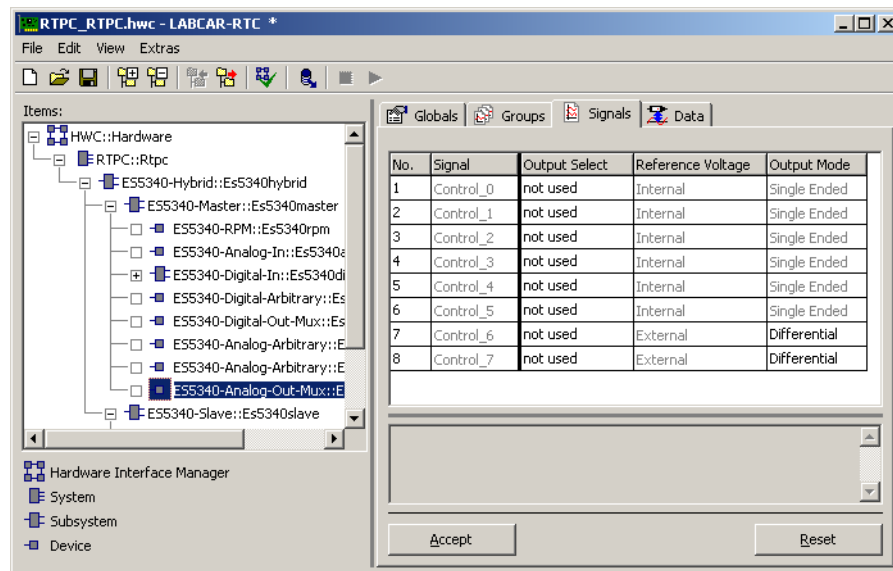 RTPC_RTPC.hwc - LABCAR-RTC *
File Edit View Extras
Items:
HWC::Hardware
RTPC::Rtpc
ES5340-Hybrid::Es5340hybrid
ES5340-Master::Es5340master
ES5340-RPM::Es5340rpm
ES5340-Analog-In::Es5340a
ES5340-Digital-In::Es5340di
ES5340-Digital-Arbitrary::Es
ES5340-Digital-Out-Mux::Es
ES5340-Analog-Arbitrary::E
ES5340-Analog-Arbitrary::E
ES5340-Analog-Out-Mux::E
ES5340-Slave::Es5340slave
Hardware Interface Manager
System
Subsystem
Device
Globals Groups Signals Data
No. Signal Output Select Reference Voltage Output Mode
1 Control_0 not used Internal Single Ended
2 Control_1 not used Internal Single Ended
3 Control_2 not used Internal Single Ended
4 Control_3 not used Internal Single Ended
5 Control_4 not used Internal Single Ended
6 Control_5 not used Internal Single Ended
7 Control_6 not used External Differential
8 Control_7 not used External Differential
Accept Reset